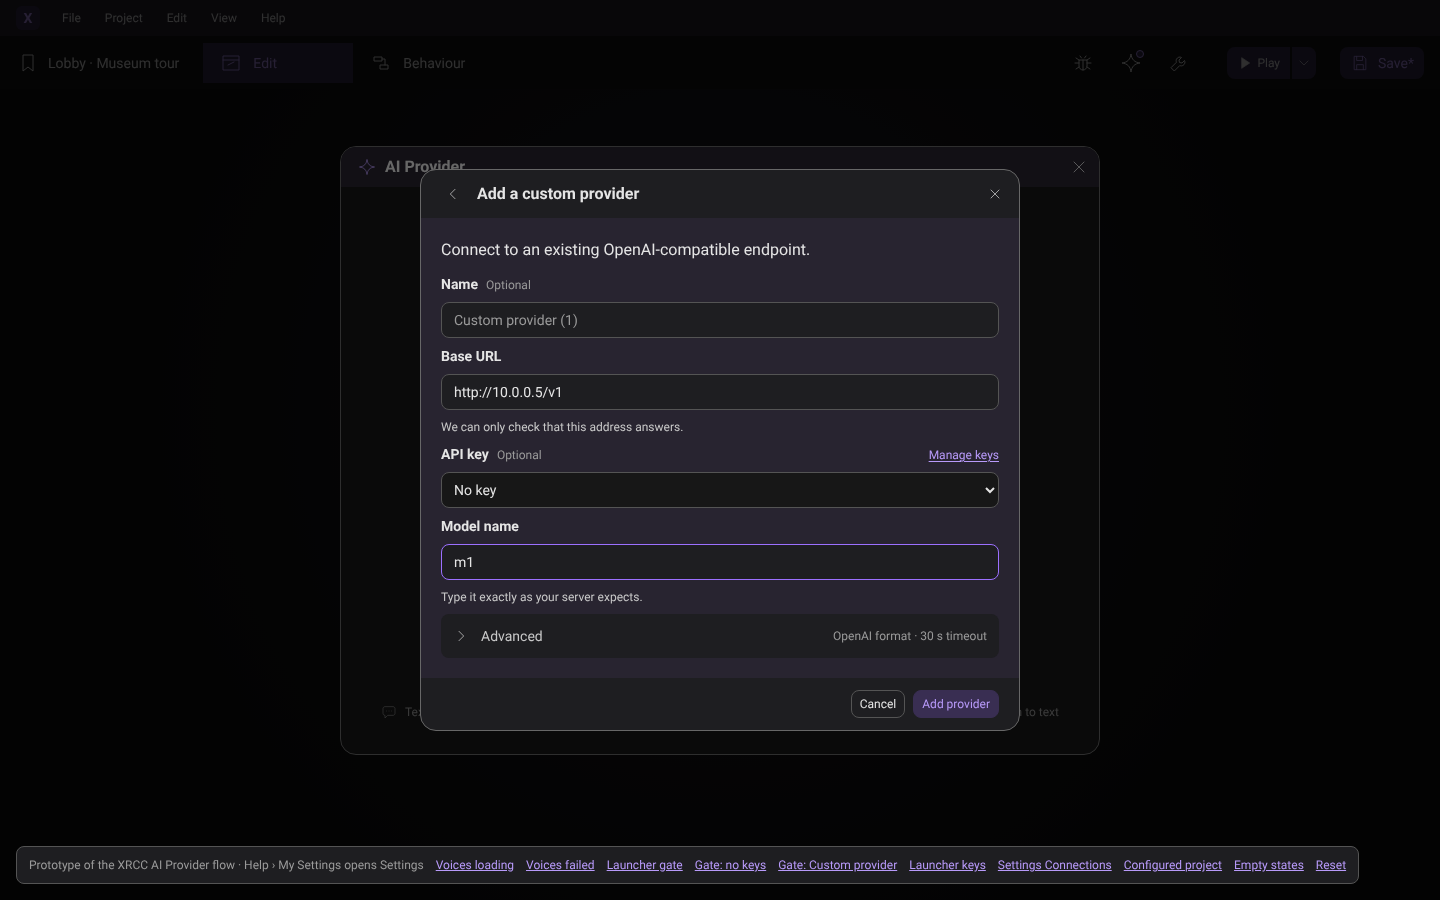 X File Project Edit View Help
Lobby · Museum tour Edit Behaviour Play Save*
AI Provider
Add a custom provider
Connect to an existing OpenAI-compatible endpoint.
Name Optional
Custom provider (1)
Base URL
http://10.0.0.5/v1
We can only check that this address answers.
API key Optional Manage keys
No key
Model name
m1
Type it exactly as your server expects.
Advanced OpenAI format · 30 s timeout
Cancel Add provider
to text
Prototype of the XRCC AI Provider flow · Help › My Settings opens Settings Voices loading Voices failed Launcher gate Gate: no keys Gate: Custom provider Launcher keys Settings Connections Configured project Empty states Reset